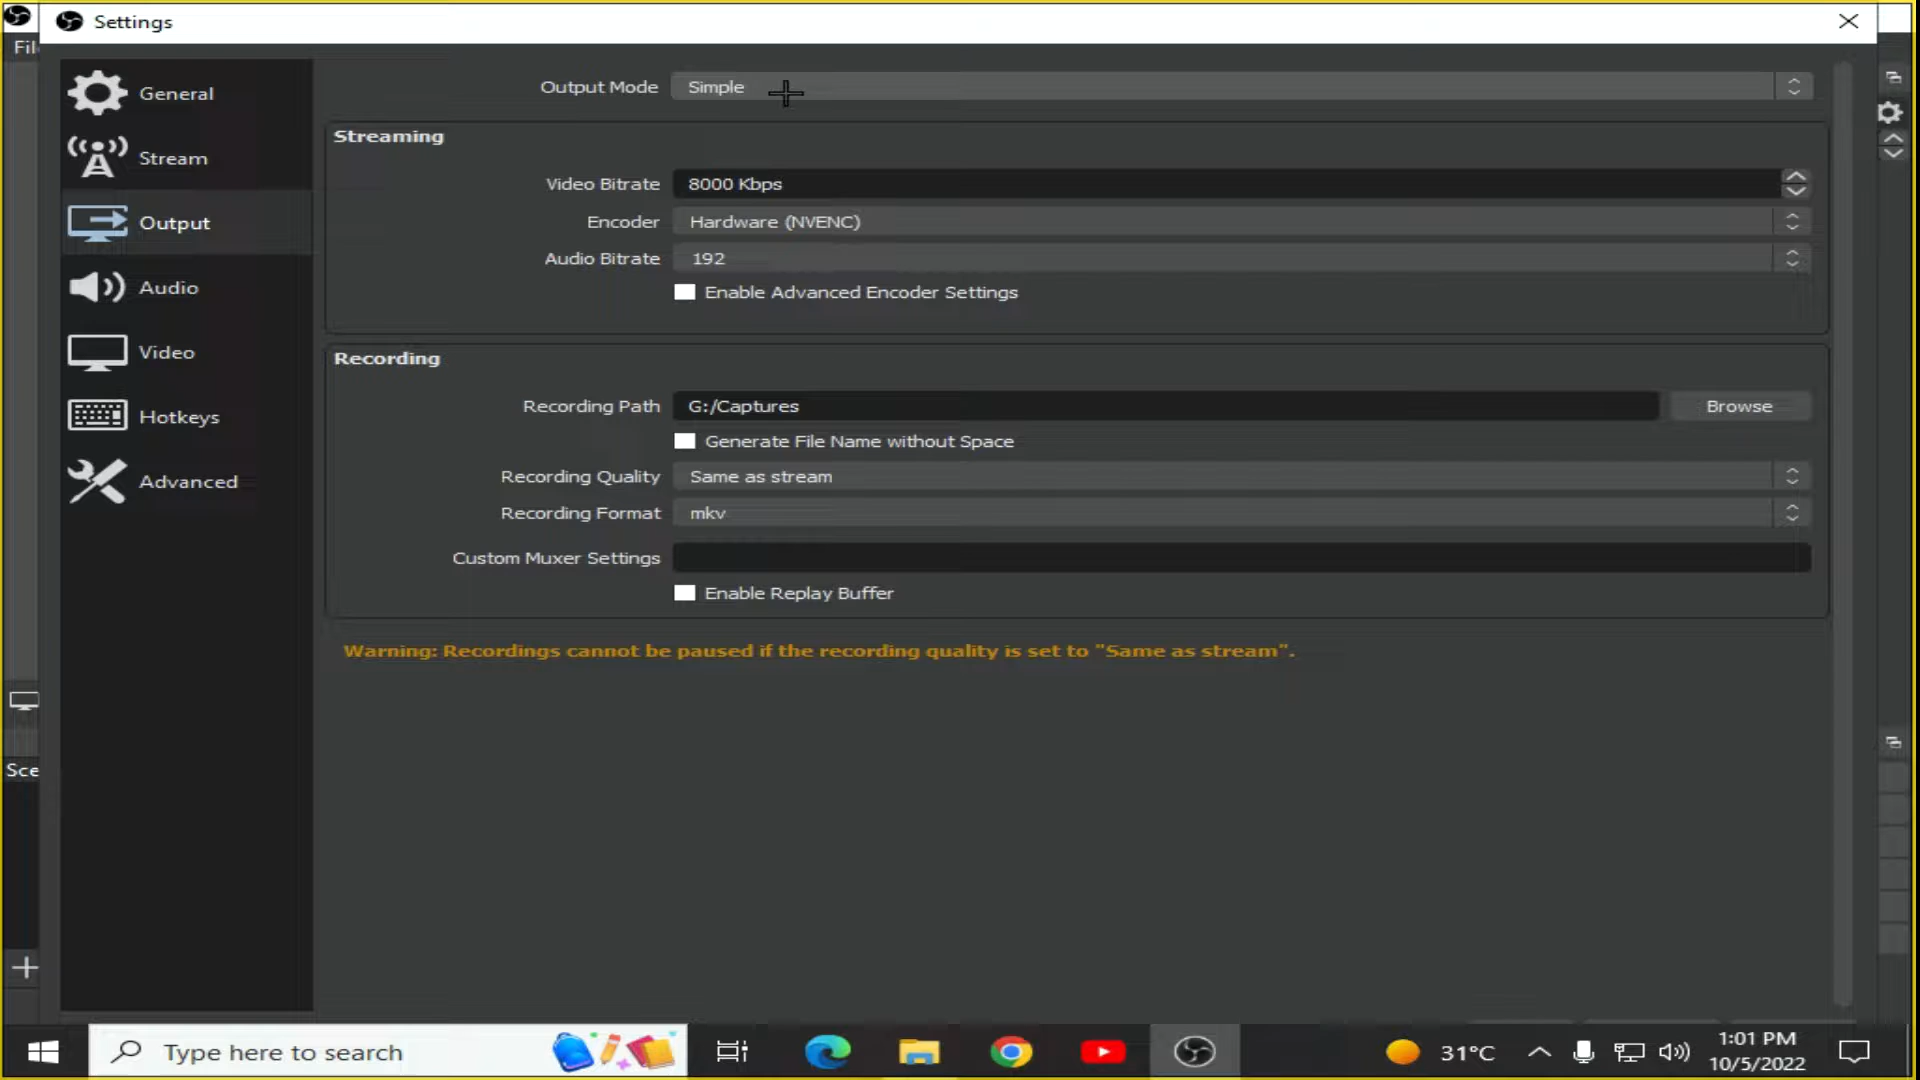 Settings
Fil
General
Stream
Output
Audio
Video
Hotkeys
Advanced
Output Mode Simple
Streaming
Video Bitrate 8000 Kbps
Encoder Hardware (NVENC)
Audio Bitrate 192
Enable Advanced Encoder Settings
Recording
Recording Path G:/Captures Browse
Generate File Name without Space
Recording Quality Same as stream
Recording Format mkv
Custom Muxer Settings
Enable Replay Buffer
Warning: Recordings cannot be paused if the recording quality is set to "Same as stream".
Sce
Type here to search
31°C
1:01 PM
10/5/2022